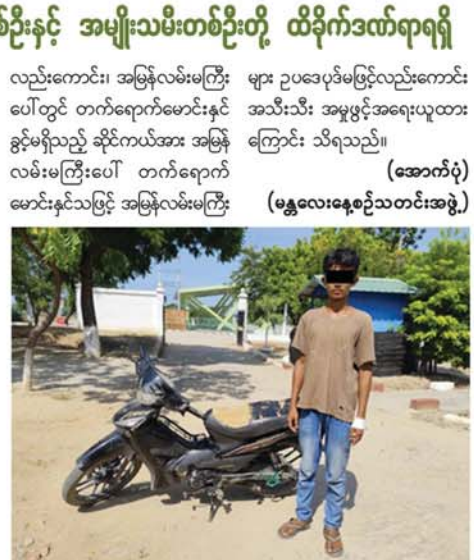 စ်ဦးနှင့် အမျိုးသမီးတစ်ဦးတို့ ထိခိုက်ဒဏ်ရာရရှိ
လည်းကောင်း၊ အမြန်လမ်းမကြီး
ပေါ်တွင် တက်ရောက်မောင်းနှင်
ခွင့်မရှိသည့် ဆိုင်ကယ်အား အမြန်
လမ်းမကြီးပေါ် တက်ရောက်
မောင်းနှင်သဖြင့် အမြန်လမ်းမကြီး
များ ဥပဒေပုဒ်မဖြင့်လည်းကောင်း
အသီးသီး အမှုဖွင့်အရေးယူထား
ကြောင်း သိရသည်။
(အောက်ပုံ)
(မန္တလေးနေ့စဉ်သတင်းအဖွဲ့)